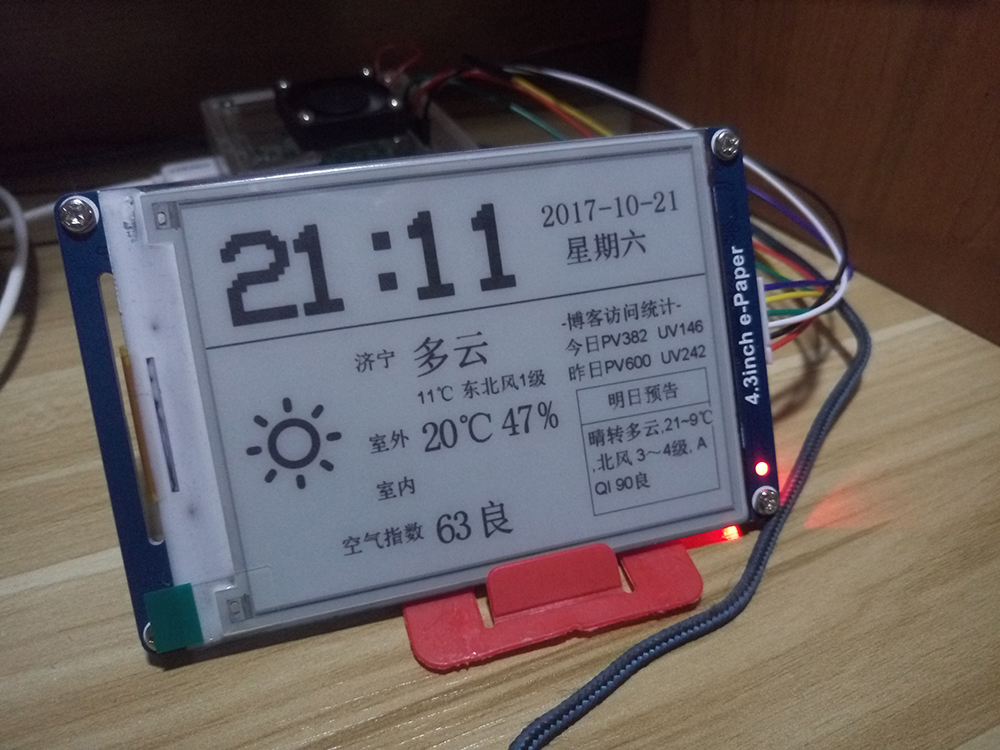 21:11
2017-10-21
星期六
济宁 多云
11℃ 东北风1级
室外 20℃ 47%
室内
空气指数 63 良
-博客访问统计-
今日PV382 UV146
昨日PV600 UV242
明日预告
晴转多云,21~9℃
,北风 3～4级, A
QI 90良
4.3inch e-Paper